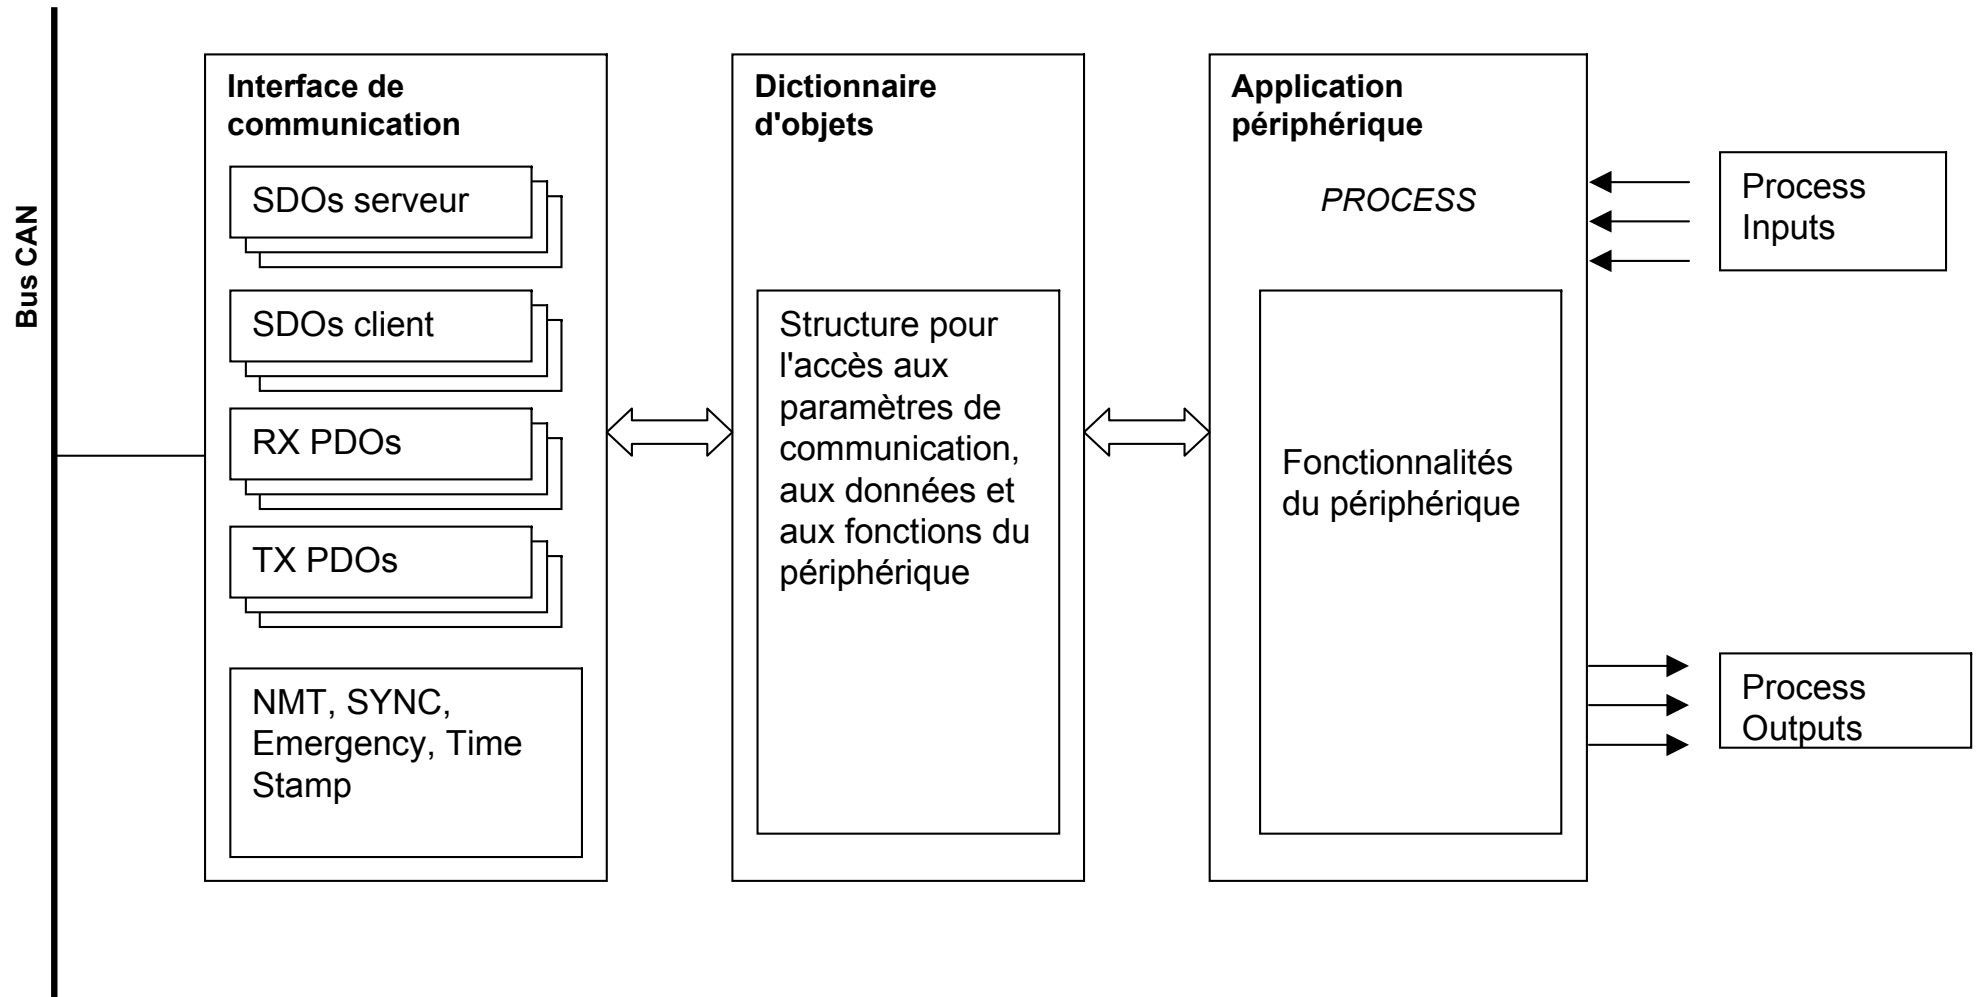 Bus CAN
Interface de
communication
SDOs serveur
SDOs client
RX PDOs
TX PDOs
NMT, SYNC,
Emergency, Time
Stamp
Dictionnaire
d'objets
Structure pour
l'accès aux
paramètres de
communication,
aux données et
aux fonctions du
périphérique
Application
périphérique
PROCESS
Fonctionnalités
du périphérique
Process
Inputs
Process
Outputs